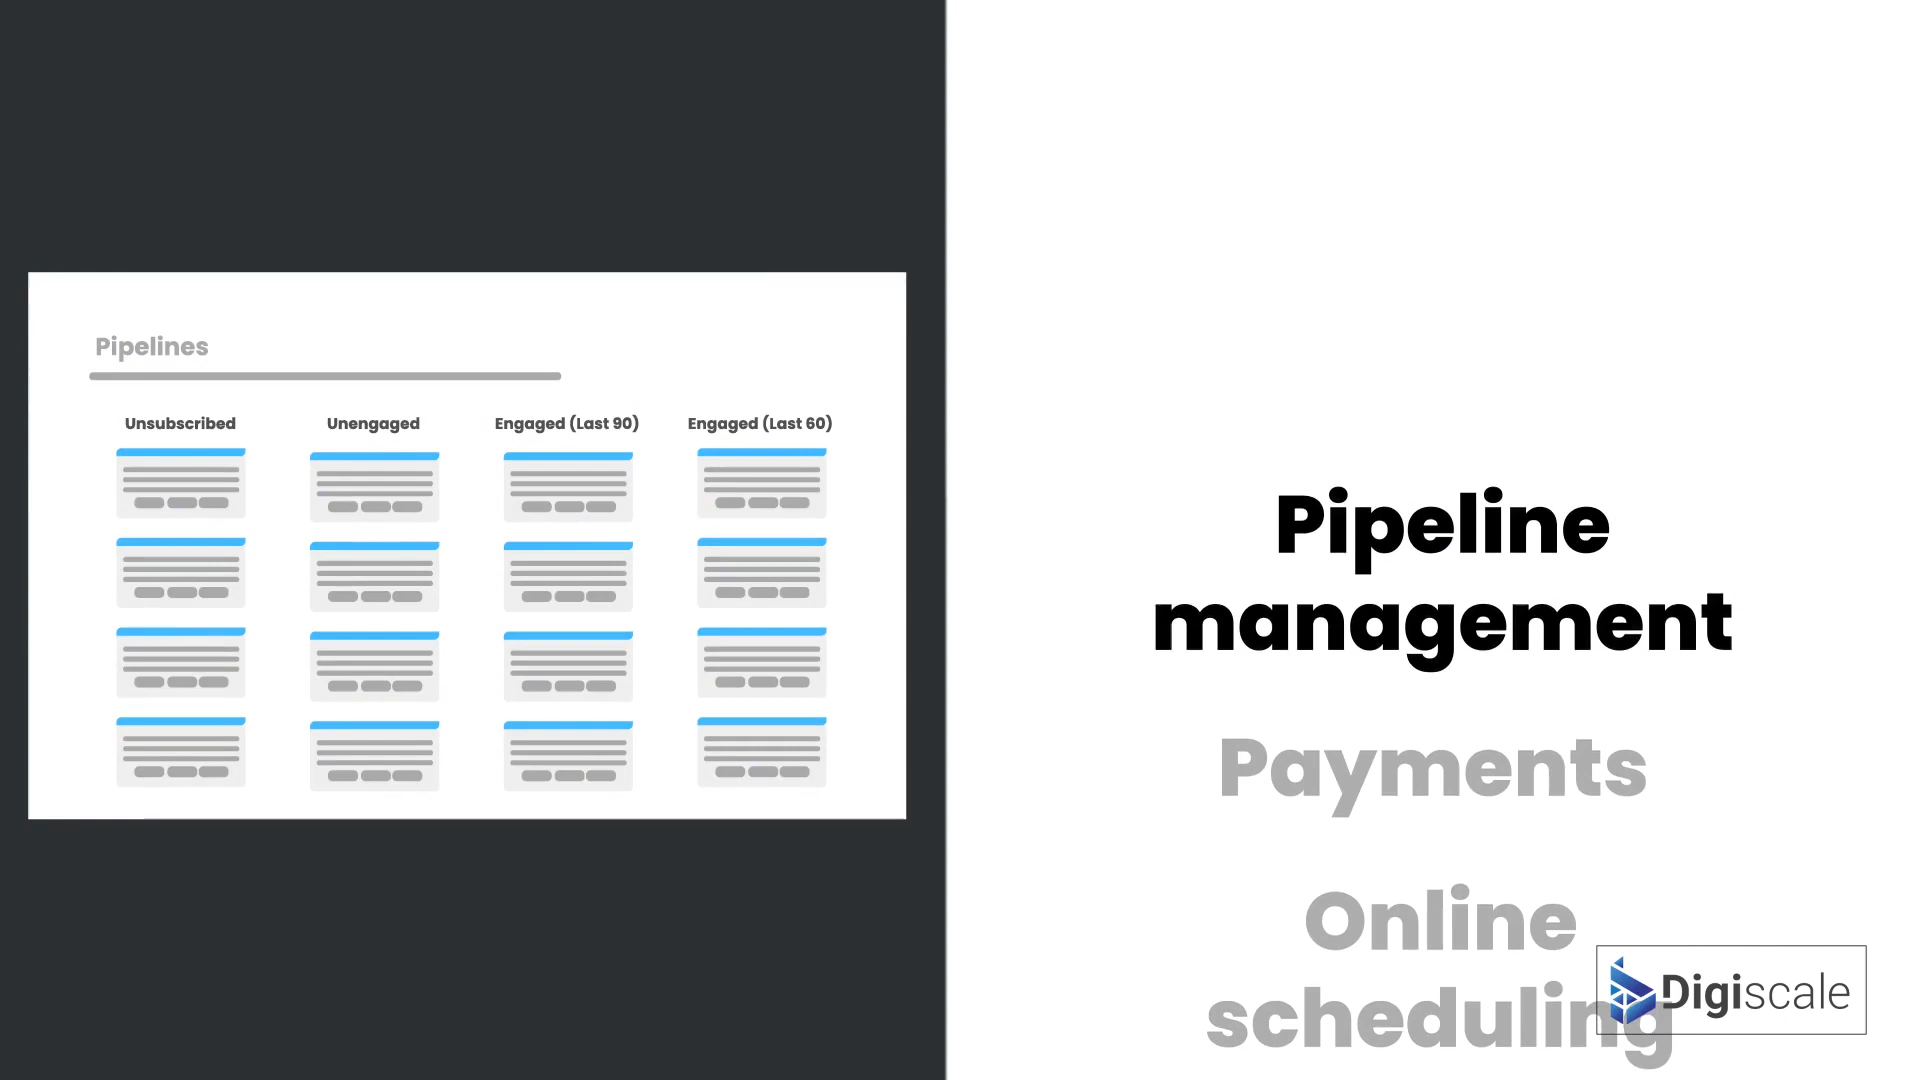 Pipelines
Unsubscribed
Unengaged
Engaged (Last 90)
Engaged (Last 60)
Pipeline
management
Payments
Online
scheduling
Digiscale